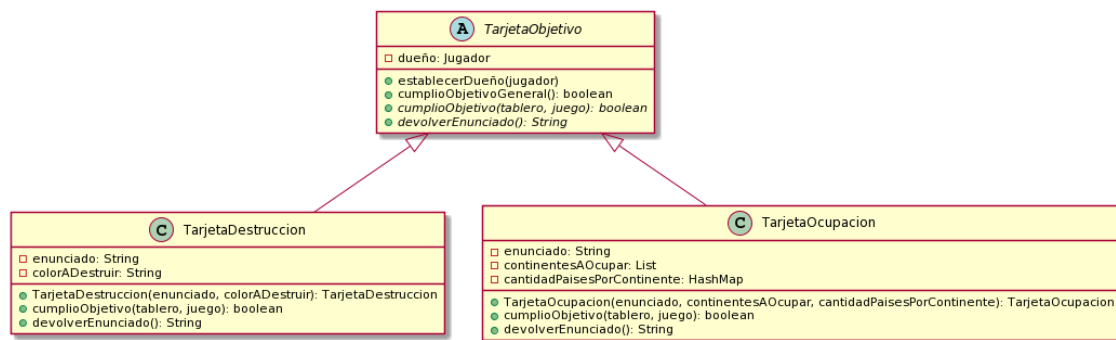 A TarjetaObjetivo
dueño: Jugador
establecerDueño(jugador)
cumplioObjetivoGeneral(): boolean
cumplioObjetivo(tablero, juego): boolean
devolverEnunciado(): String
C TarjetaDestruccion
enunciado: String
colorADestruir: String
TarjetaDestruccion(enunciado, colorADestruir): TarjetaDestruccion
cumplioObjetivo(tablero, juego): boolean
devolverEnunciado(): String
C TarjetaOcupacion
enunciado: String
continentesAOcupar: List
cantidadPaisesPorContinente: HashMap
TarjetaOcupacion(enunciado, continentesAOcupar, cantidadPaisesPorContinente): TarjetaOcupacion
cumplioObjetivo(tablero, juego): boolean
devolverEnunciado(): String